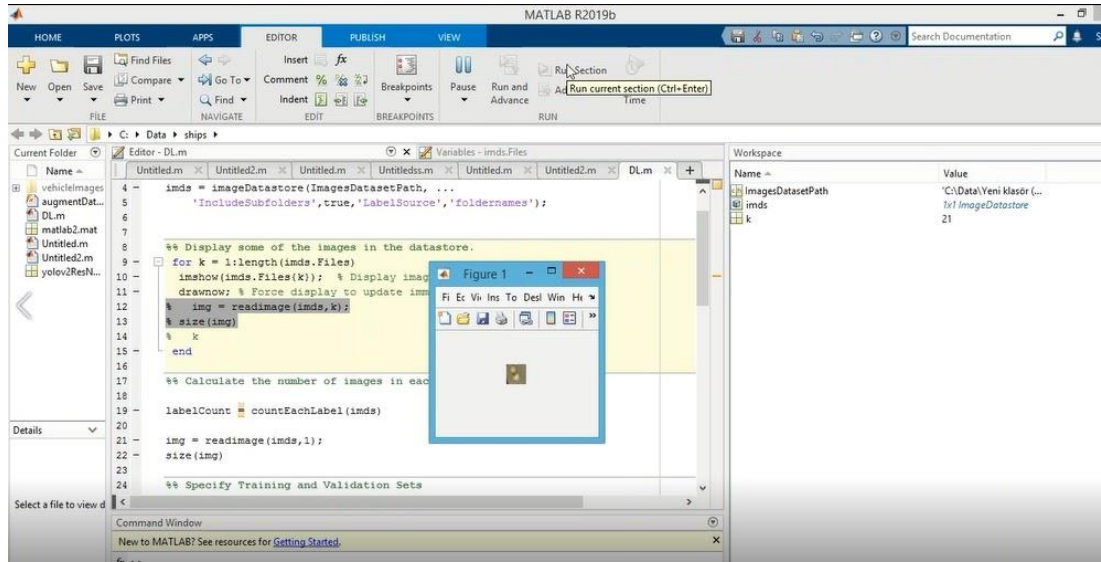 MATLAB R2019b
HOME PLOTS APPS EDITOR PUBLISH VIEW
Search Documentation
Find Files Insert fx
Compare Go To Comment % Run Section
New Open Save Print Find Indent Breakpoints Pause Run and Advance
Run current section (Ctrl+Enter)
Time
FILE NAVIGATE EDIT BREAKPOINTS RUN
C: Data ships
Current Folder
Name
vehicleImages
augmentDat...
DL.m
matlab2.mat
Untitled.m
Untitled2.m
yolov2ResN...
Details
Select a file to view d
Editor - DL.m
Variables - imds.Files
Untitled.m Untitled2.m Untitled.m Untitledss.m Untitled.m Untitled2.m DL.m
4 - imds = imageDatastore(ImagesDatasetPath, ...
5 'IncludeSubfolders',true,'LabelSource','foldernames');
6
7
8 %% Display some of the images in the datastore.
9 - for k = 1:length(imds.Files)
10 - imshow(imds.Files{k}); % Display imag
11 - drawnow; % Force display to update imm
12 % img = readimage(imds,k);
13 % size(img)
14 % k
15 - end
16
17 %% Calculate the number of images in eac
18
19 - labelCount = countEachLabel(imds)
20
21 - img = readimage(imds,1);
22 - size(img)
23
24 %% Specify Training and Validation Sets
Figure 1
Fi Ec Vi Ins To Desl Win He
Command Window
New to MATLAB? See resources for Getting Started.
Workspace
Name Value
ImagesDatasetPath 'C:\Data\Yeni klasör (...
imds 1x1 ImageDatastore
k 21